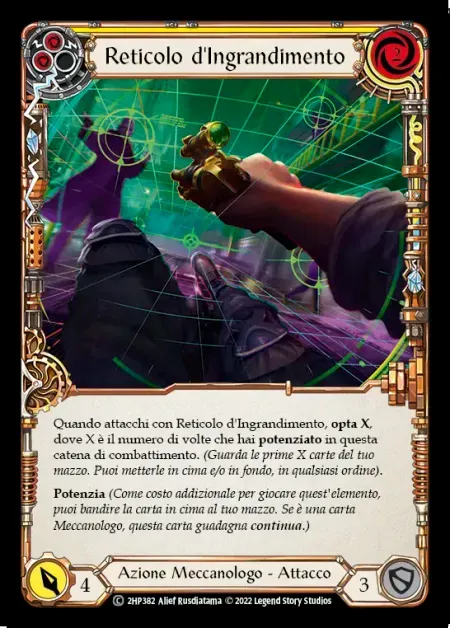 Reticolo d'Ingrandimento
2
Quando attacchi con Reticolo d'Ingrandimento, opta X,
dove X è il numero di volte che hai potenziato in questa
catena di combattimento. (Guarda le prime X carte del tuo
mazzo. Puoi metterle in cima e/o in fondo, in qualsiasi ordine).
Potenzia (Come costo addizionale per giocare quest'elemento,
puoi bandire la carta in cima al tuo mazzo. Se è una carta
Meccanologo, questa carta guadagna continua.)
4
Azione Meccanologo - Attacco
3
© 2HP382 Alief Rusdiatama © 2022 Legend Story Studios